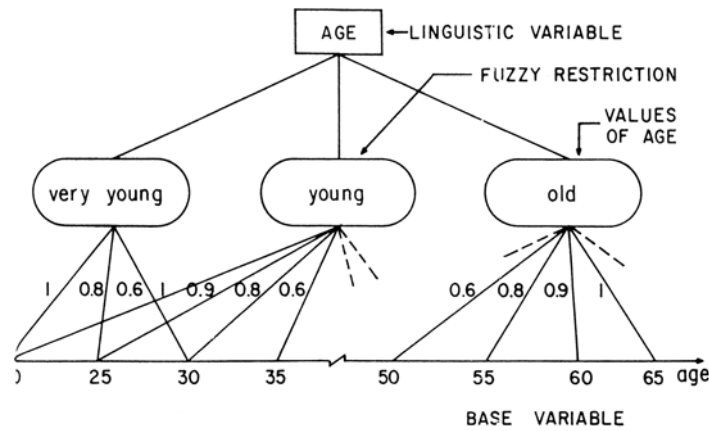 AGE
LINGUISTIC VARIABLE
FUZZY RESTRICTION
VALUES
OF AGE
very young
young
old
1 0.8 0.6 1 0.9 0.8 0.6 0.6 0.8 0.9 1
25 30 35 50 55 60 65 age
BASE VARIABLE